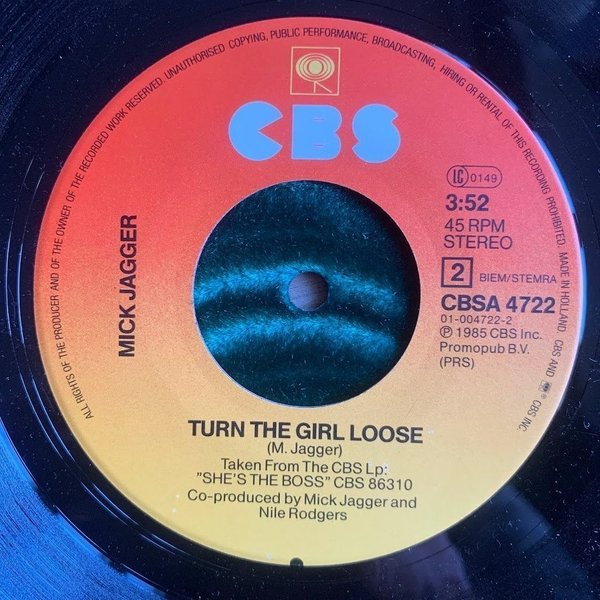 ALL RIGHTS OF THE PRODUCER AND OF THE OWNER OF THE RECORDED WORK RESERVED. UNAUTHORISED COPYING, PUBLIC PERFORMANCE, BROADCASTING, HIRING OR RENTAL OF THIS RECORDING PROHIBITED. MADE IN HOLLAND CBS AND ® CBS INC.
CBS
LC 0149
3:52
45 RPM
STEREO
2 BIEM/STEMRA
CBSA 4722
01-004722-2
Ⓟ 1985 CBS Inc.
Promopub B.V.
(PRS)
MICK JAGGER
TURN THE GIRL LOOSE
(M. Jagger)
Taken From The CBS Lp:
"SHE'S THE BOSS" CBS 86310
Co-produced by Mick Jagger and
Nile Rodgers